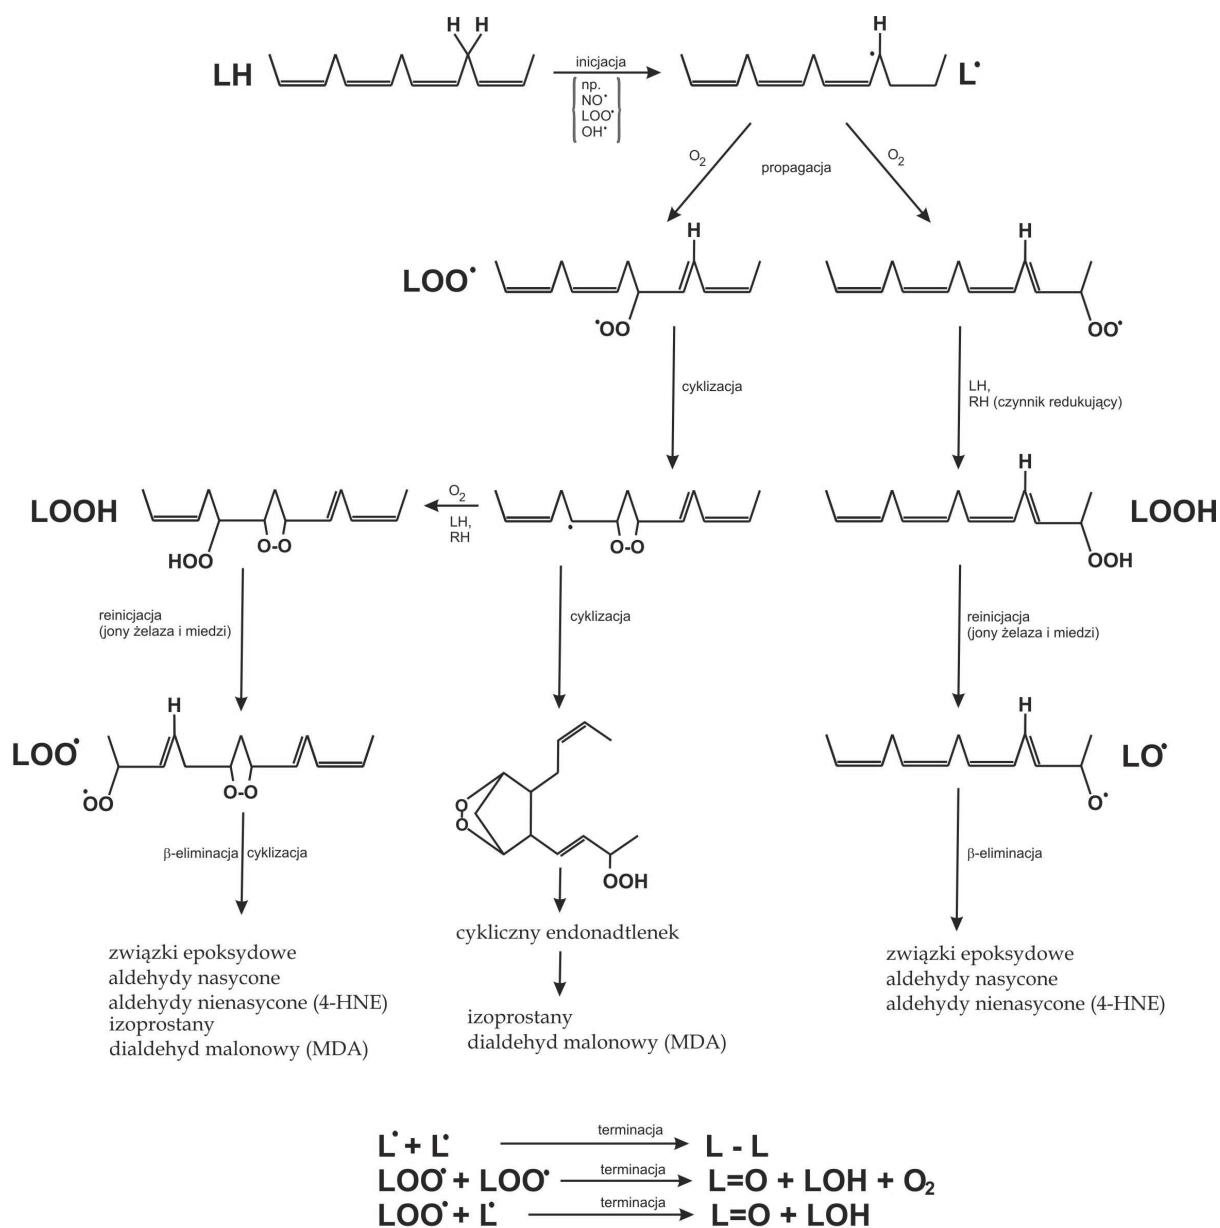 H H
LH
inicjacja
np.
NO•
LOO•
OH•
H
L•
O2
propagacja
O2
LOO•
H
•OO
H
OO•
cyklizacja
LH,
RH (czynnik redukujący)
LOOH
HOO
O-O
O2
LH,
RH
O-O
H
OOH
LOOH
reinicjacja
(jony żelaza i miedzi)
cyklizacja
reinicjacja
(jony żelaza i miedzi)
LOO•
H
•OO
O-O
O
O
OOH
H
O•
LO•
β-eliminacja
cyklizacja
β-eliminacja
związki epoksydowe
aldehydy nasycone
aldehydy nienasycone (4-HNE)
izoprostany
dialdehyd malonowy (MDA)
cykliczny endonadtlenek
izoprostany
dialdehyd malonowy (MDA)
związki epoksydowe
aldehydy nasycone
aldehydy nienasycone (4-HNE)
L• + L• terminacja L - L
LOO• + LOO• terminacja L=O + LOH + O2
LOO• + L• terminacja L=O + LOH